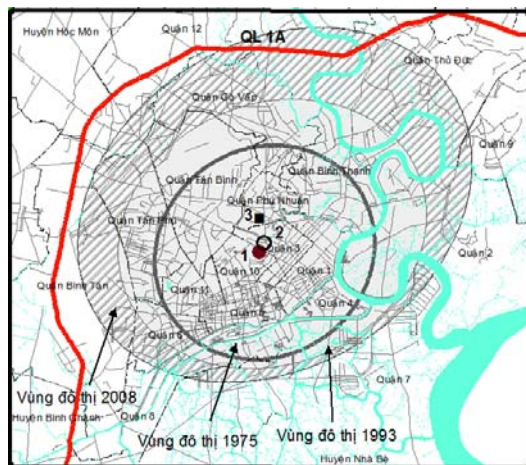 Huyện Hóc Môn
Quận 12
QL 1A
Quận Thủ Đức
Quận Gò Vấp
Quận 9
Quận Tân Bình
Quận Bình Thạnh
Quận Phú Nhuận
Quận Tân Phú
3
2
Quận 3
1
Quận 2
Quận 10
Quận 1
Quận Bình Tân
Quận 11
Quận 4
Quận 5
Quận 6
Quận 7
Vùng đô thị 2008
Huyện Bình Chánh
Quận 8
Vùng đô thị 1975
Vùng đô thị 1993
Huyện Nhà Bè